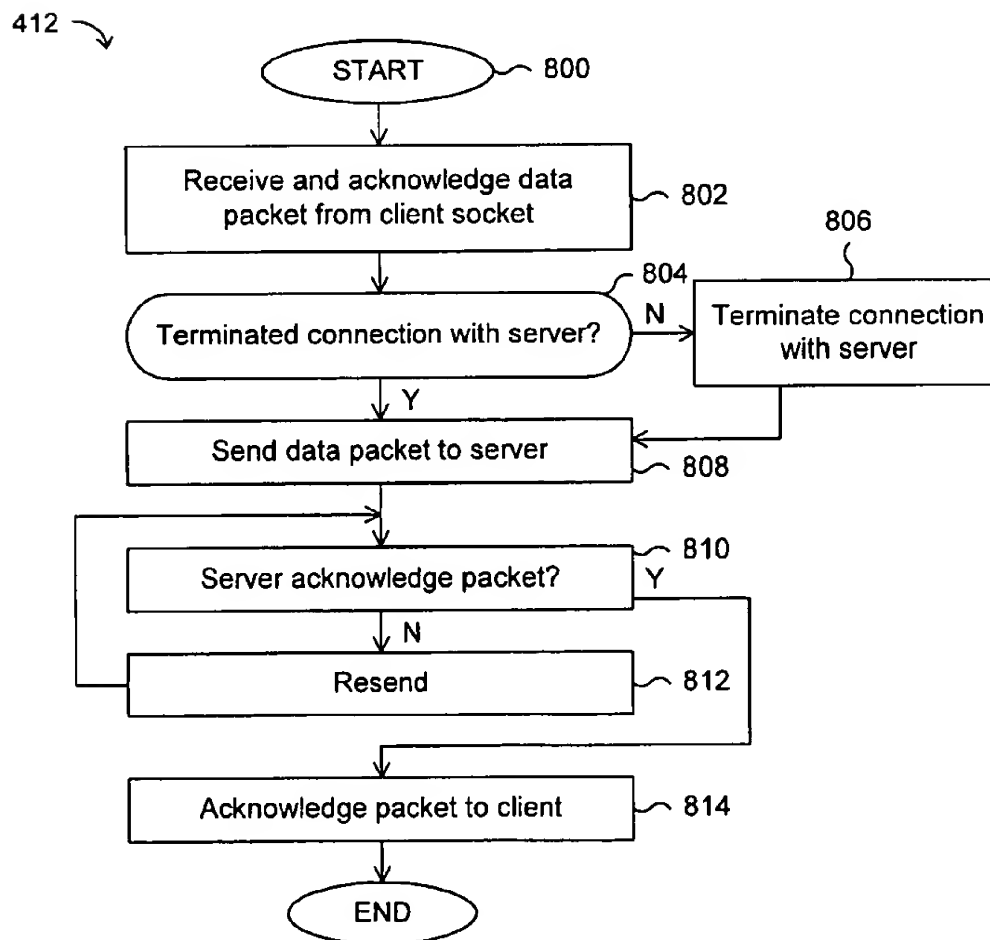 412
START
800
Receive and acknowledge data
packet from client socket
802
806
804
Terminated connection with server?
N
Terminate connection
with server
Y
Send data packet to server
808
810
Server acknowledge packet?
Y
N
Resend
812
Acknowledge packet to client
814
END